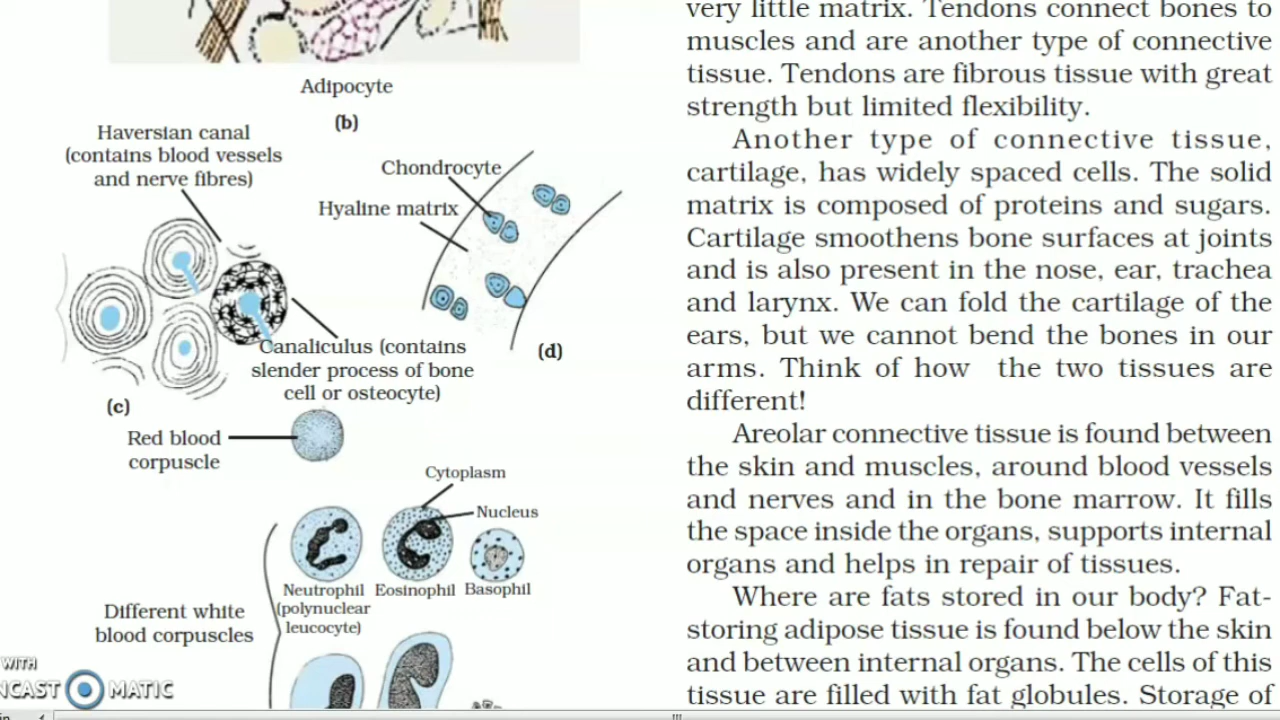 Adipocyte
(b)
Haversian canal
(contains blood vessels
and nerve fibres)
Chondrocyte
Hyaline matrix
Canaliculus (contains
slender process of bone
cell or osteocyte)
(d)
(c)
Red blood
corpuscle
Cytoplasm
Nucleus
Neutrophil
(polynuclear
leucocyte)
Eosinophil
Basophil
Different white
blood corpuscles
very little matrix. Tendons connect bones to
muscles and are another type of connective
tissue. Tendons are fibrous tissue with great
strength but limited flexibility.
Another type of connective tissue,
cartilage, has widely spaced cells. The solid
matrix is composed of proteins and sugars.
Cartilage smoothens bone surfaces at joints
and is also present in the nose, ear, trachea
and larynx. We can fold the cartilage of the
ears, but we cannot bend the bones in our
arms. Think of how the two tissues are
different!
Areolar connective tissue is found between
the skin and muscles, around blood vessels
and nerves and in the bone marrow. It fills
the space inside the organs, supports internal
organs and helps in repair of tissues.
Where are fats stored in our body? Fat-
storing adipose tissue is found below the skin
and between internal organs. The cells of this
tissue are filled with fat globules. Storage of
WITH
NCAST MATIC